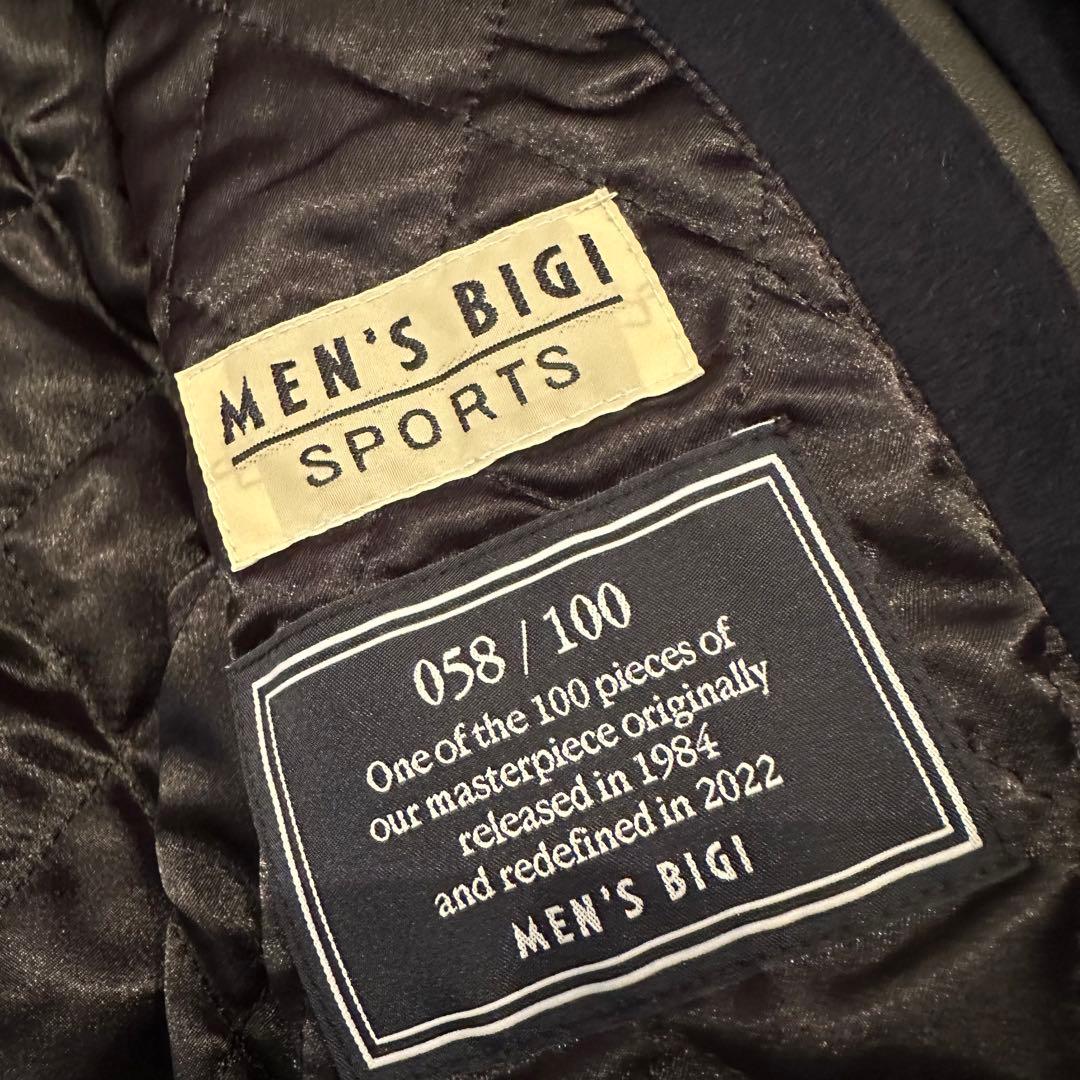 MEN'S BIGI
SPORTS
058 / 100
One of the 100 pieces of
our masterpiece originally
released in 1984
and redefined in 2022
MEN'S BIGI